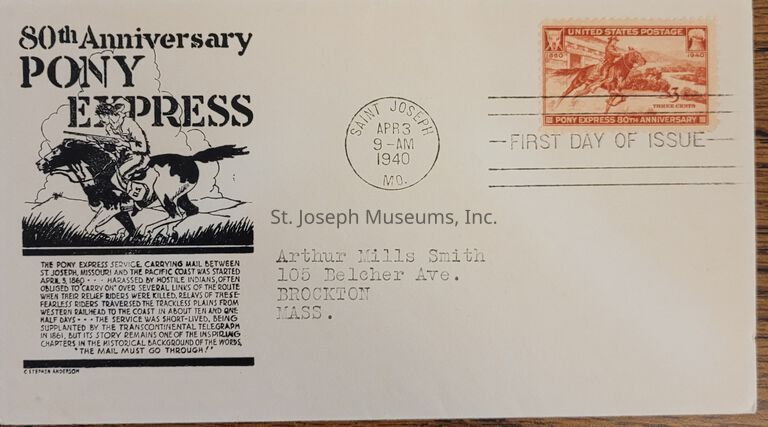 80th Anniversary
PONY
EXPRESS
THE PONY EXPRESS SERVICE, CARRYING MAIL BETWEEN
ST. JOSEPH, MISSOURI AND THE PACIFIC COAST WAS STARTED
APRIL 3, 1860 • • • HARASSED BY HOSTILE INDIANS, OFTEN
OBLIGED TO "CARRY ON" OVER SEVERAL LINKS OF THE ROUTE
WHEN THEIR RELIEF RIDERS WERE KILLED, RELAYS OF THESE
FEARLESS RIDERS TRAVERSED THE TRACKLESS PLAINS FROM
WESTERN RAILHEAD TO THE COAST IN ABOUT TEN AND ONE
HALF DAYS • • • THE SERVICE WAS SHORT-LIVED, BEING
SUPPLANTED BY THE TRANSCONTINENTAL TELEGRAPH
IN 1861, BUT ITS STORY REMAINS ONE OF THE INSPIRING
CHAPTERS IN THE HISTORICAL BACKGROUND OF THE WORDS,
"THE MAIL MUST GO THROUGH!"
© STEPHEN ANDERSON
SAINT JOSEPH
APR 3
9-AM
1940
MO.
UNITED STATES POSTAGE
1860 1940
3¢
THREE CENTS
PONY EXPRESS 80TH ANNIVERSARY
FIRST DAY OF ISSUE
St. Joseph Museums, Inc.
Arthur Mills Smith
105 Belcher Ave.
BROCKTON
MASS.